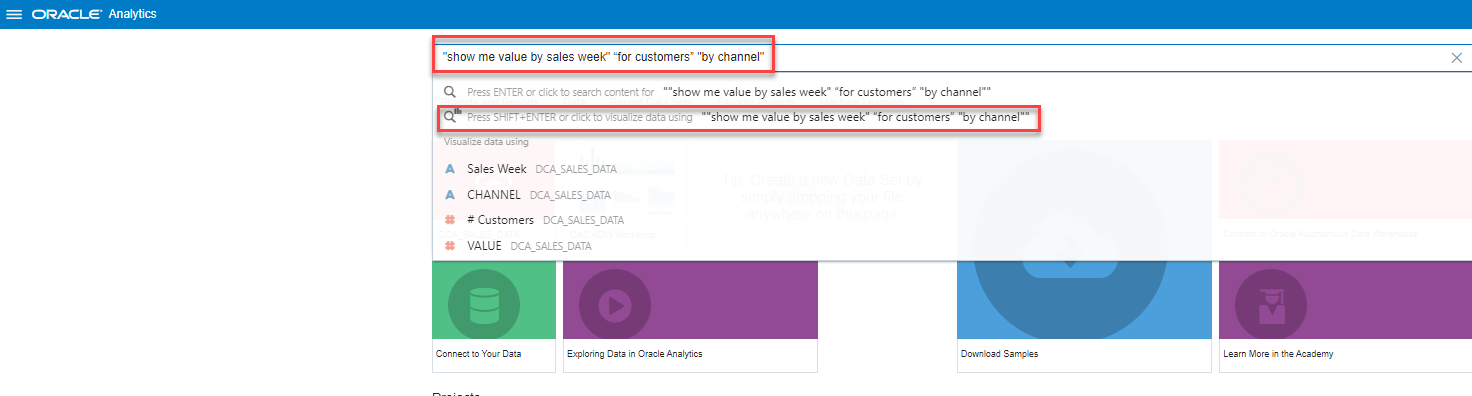 ORACLE Analytics
"show me value by sales week" “for customers” "by channel"
Press ENTER or click to search content for ""show me value by sales week" “for customers” "by channel""
Press SHIFT+ENTER or click to visualize data using ""show me value by sales week" “for customers” "by channel""
Visualize data using
A Sales Week DCA_SALES_DATA
A CHANNEL DCA_SALES_DATA
# # Customers DCA_SALES_DATA
# VALUE DCA_SALES_DATA
Tip: Create a new Data Set by
simply dropping your file
anywhere on this page
DCA_SALES_DATA
Connect to Oracle Autonomous Data Warehouse
Connect to Your Data
Exploring Data in Oracle Analytics
Download Samples
Learn More in the Academy
Projects